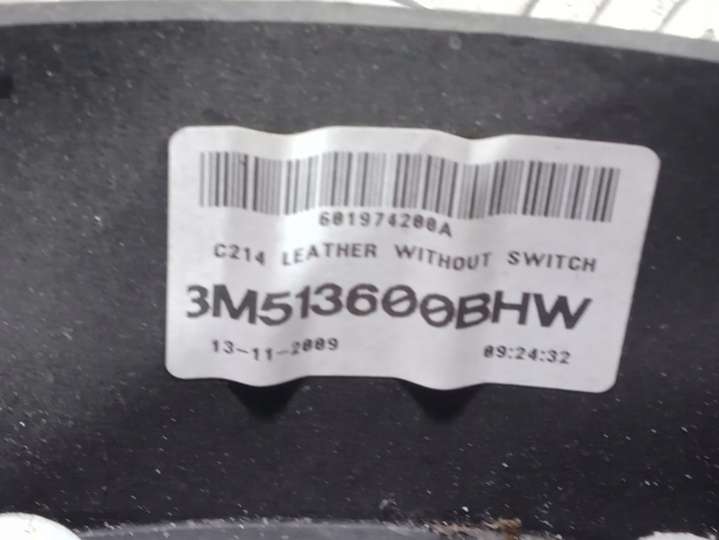 601974200A
C214 LEATHER WITHOUT SWITCH
3M513600BHW
13-11-2009
09:24:32